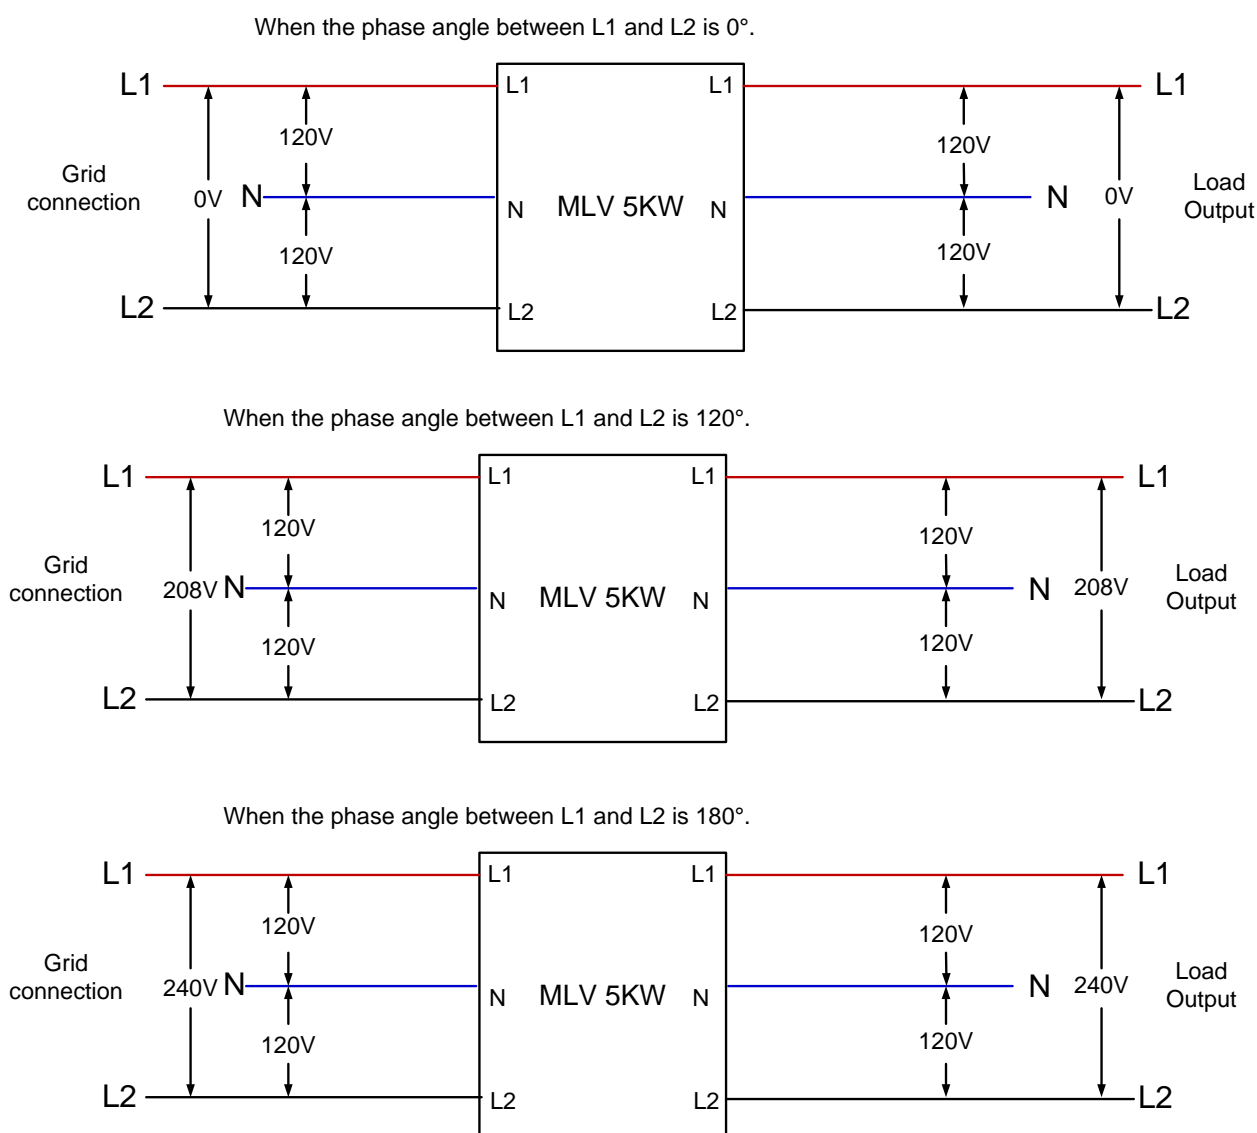 When the phase angle between L1 and L2 is 0°.
L1 L1 L1 L1
120V 120V
Grid connection 0V N N MLV 5KW N N 0V Load Output
120V 120V
L2 L2 L2 L2
When the phase angle between L1 and L2 is 120°.
L1 L1 L1 L1
120V 120V
Grid connection 208V N N MLV 5KW N N 208V Load Output
120V 120V
L2 L2 L2 L2
When the phase angle between L1 and L2 is 180°.
L1 L1 L1 L1
120V 120V
Grid connection 240V N N MLV 5KW N N 240V Load Output
120V 120V
L2 L2 L2 L2